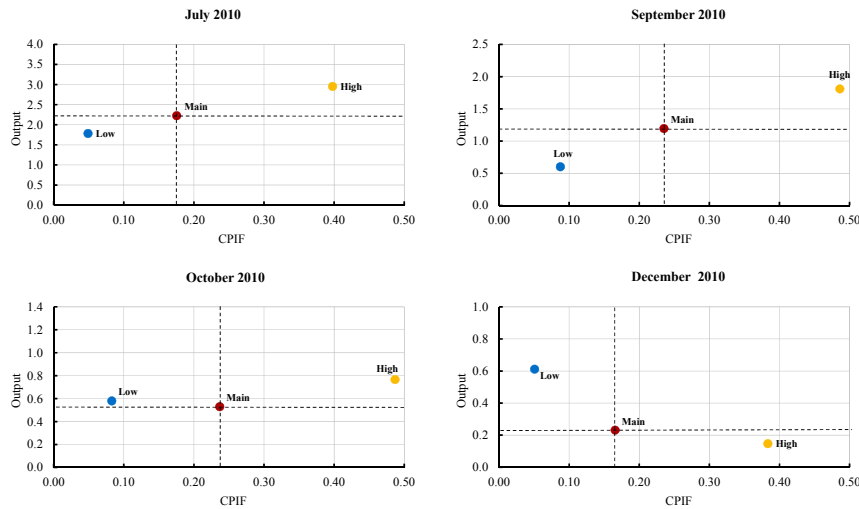 July 2010
4.0
3.5
3.0
2.5
2.0
1.5
1.0
0.5
0.0
Output
High
Main
Low
0.00 0.10 0.20 0.30 0.40 0.50
CPIF
September 2010
2.5
2.0
1.5
1.0
0.5
0.0
Output
High
Main
Low
0.00 0.10 0.20 0.30 0.40 0.50
CPIF
October 2010
1.4
1.2
1.0
0.8
0.6
0.4
0.2
0.0
Output
High
Low
Main
0.00 0.10 0.20 0.30 0.40 0.50
CPIF
December 2010
1.0
0.8
0.6
0.4
0.2
0.0
Output
Low
Main
High
0.00 0.10 0.20 0.30 0.40 0.50
CPIF